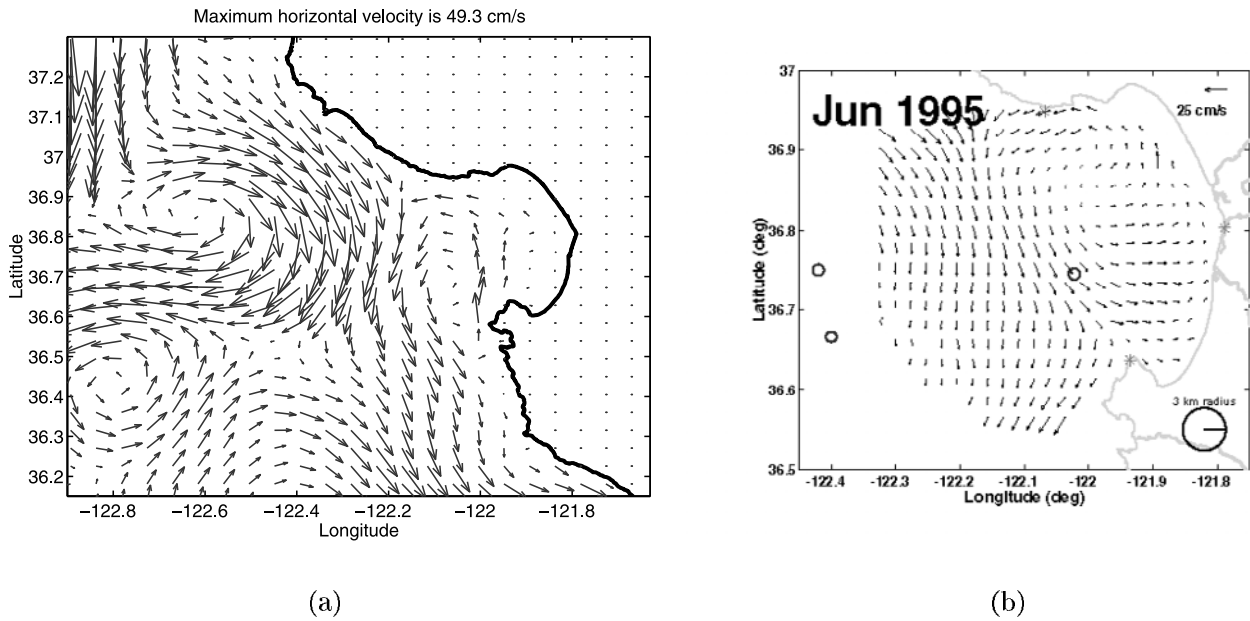 Maximum horizontal velocity is 49.3 cm/s
37.2
37.1
37
36.9
36.8
36.7
36.6
36.5
36.4
36.3
36.2
Latitude
−122.8 −122.6 −122.4 −122.2 −122 −121.8
Longitude
(a)
Jun 1995
25 cm/s
37
36.9
36.8
36.7
36.6
36.5
Latitude (deg)
3 km radius
-122.4 -122.3 -122.2 -122.1 -122 -121.9 -121.8
Longitude (deg)
(b)